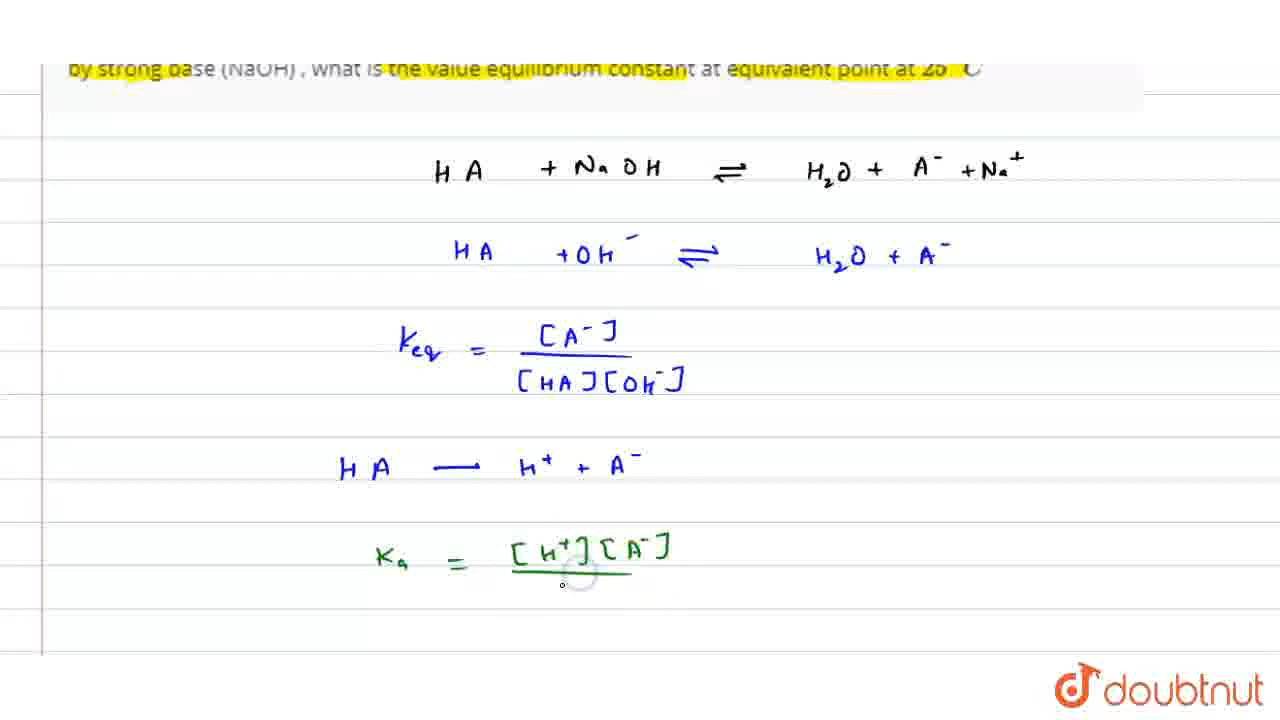 by strong base (NaOH) , what is the value equilibrium constant at equivalent point at 25° C
HA + NaOH ⇌ H₂O + A⁻ + Na⁺
HA + OH⁻ ⇌ H₂O + A⁻
Keq = [A⁻]
[HA][OH⁻]
HA — H⁺ + A⁻
Ka = [H⁺][A⁻]
doubtnut